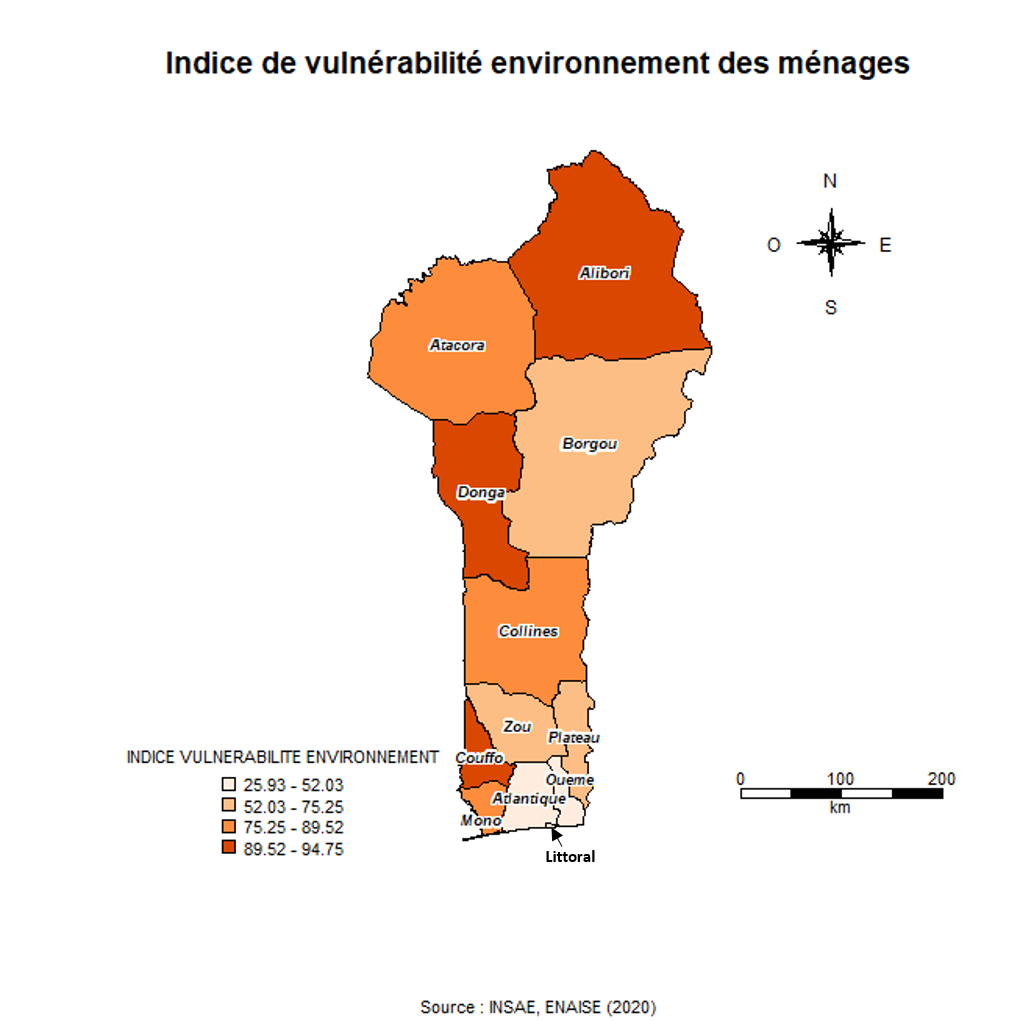 Indice de vulnérabilité environnement des ménages
N
O
E
S
Alibori
Atacora
Borgou
Donga
Collines
Zou
Plateau
Couffo
Oueme
Atlantique
Mono
Littoral
INDICE VULNERABILITE ENVIRONNEMENT
25.93 - 52.03
52.03 - 75.25
75.25 - 89.52
89.52 - 94.75
0 100 200
km
Source : INSAE, ENAISE (2020)